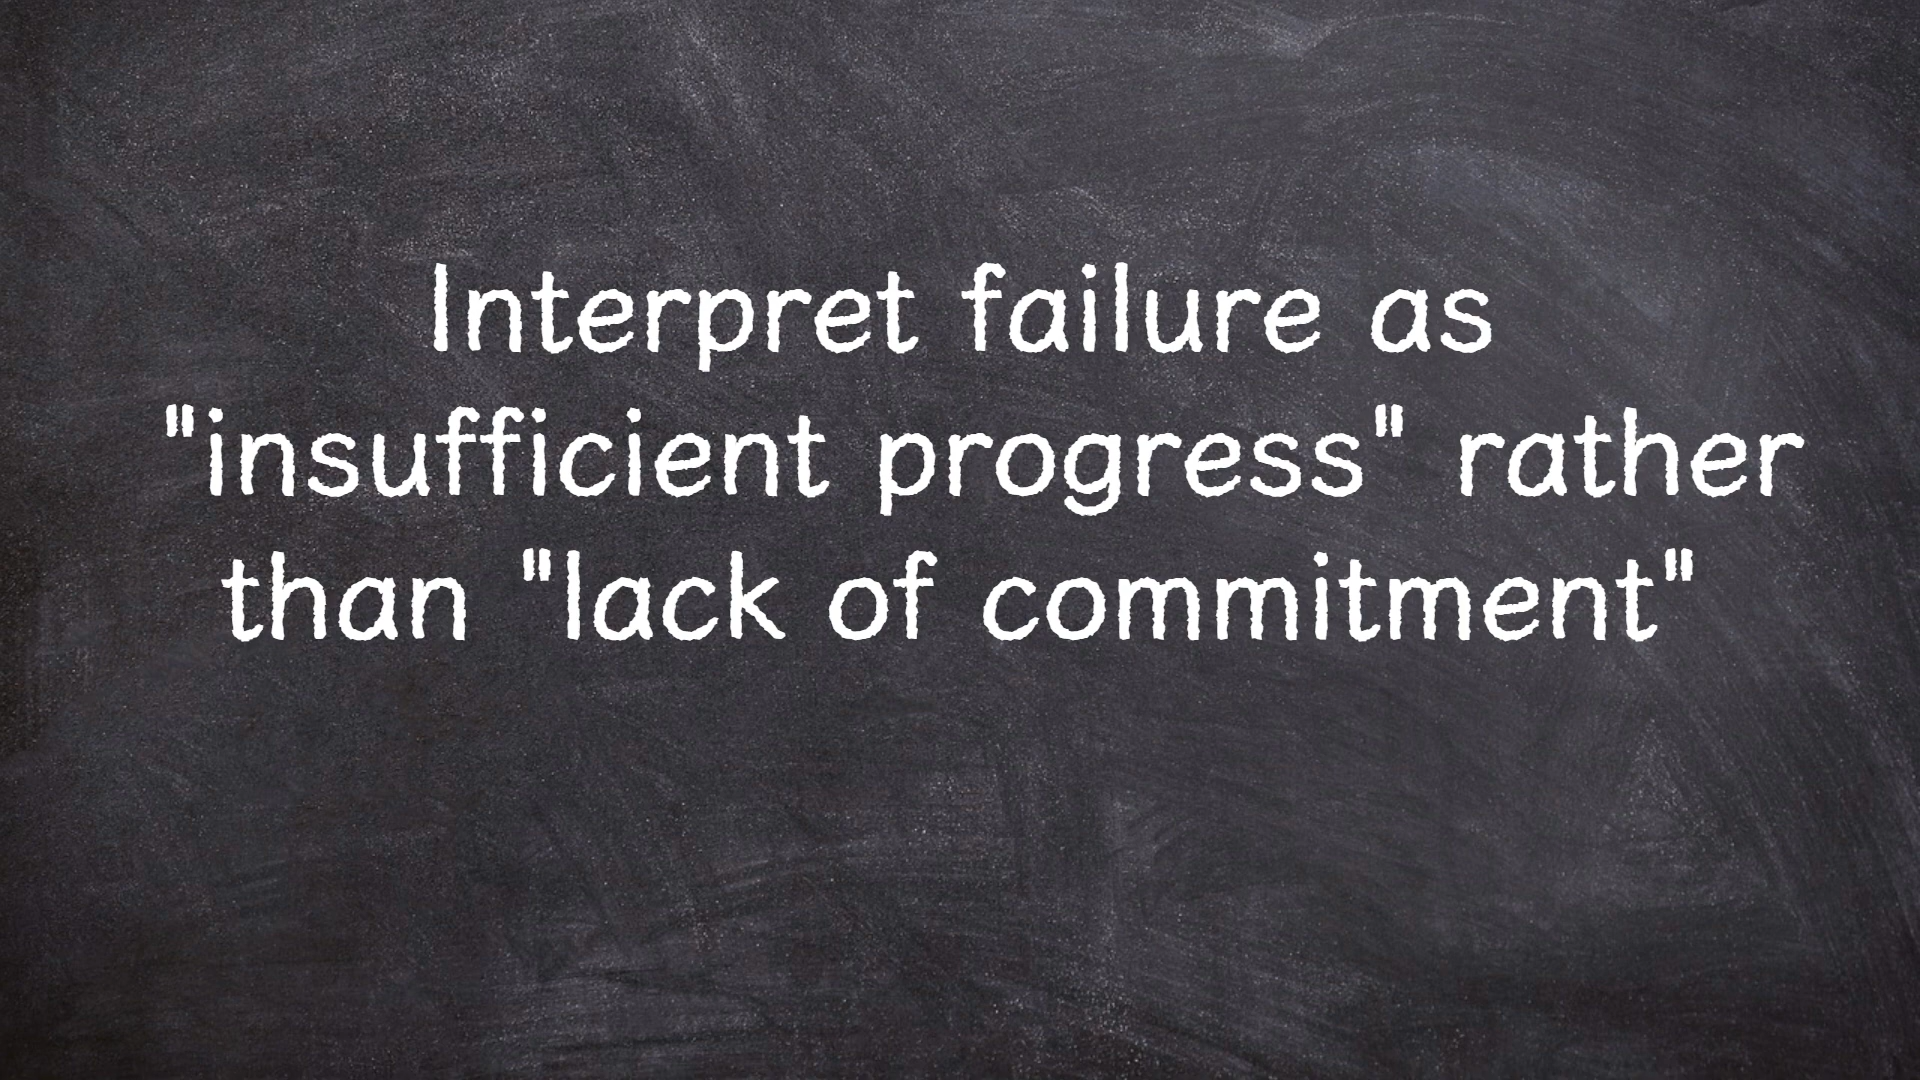 Interpret failure as
"insufficient progress" rather
than "lack of commitment"